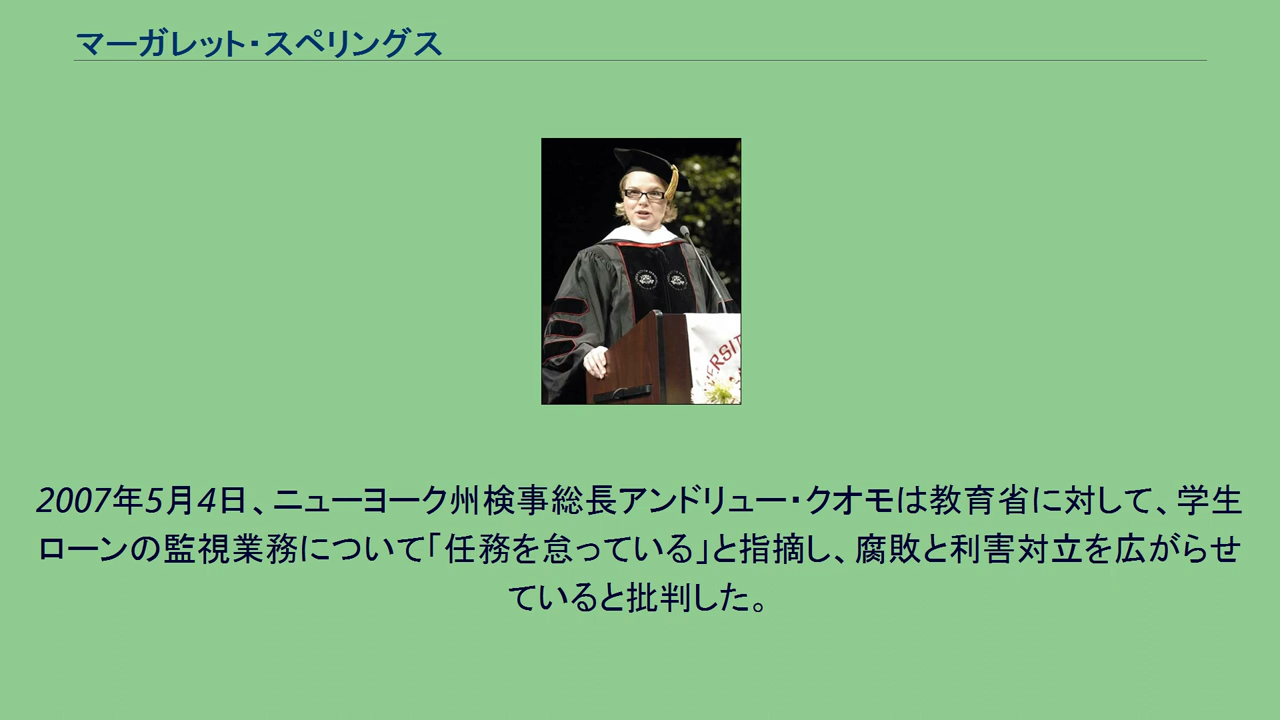 マーガレット・スペリングス
ERSIT
2007年5月4日、ニューヨーク州検事総長アンドリュー・クオモは教育省に対して、学生
ローンの監視業務について「任務を怠っている」と指摘し、腐敗と利害対立を広がらせ
ていると批判した。